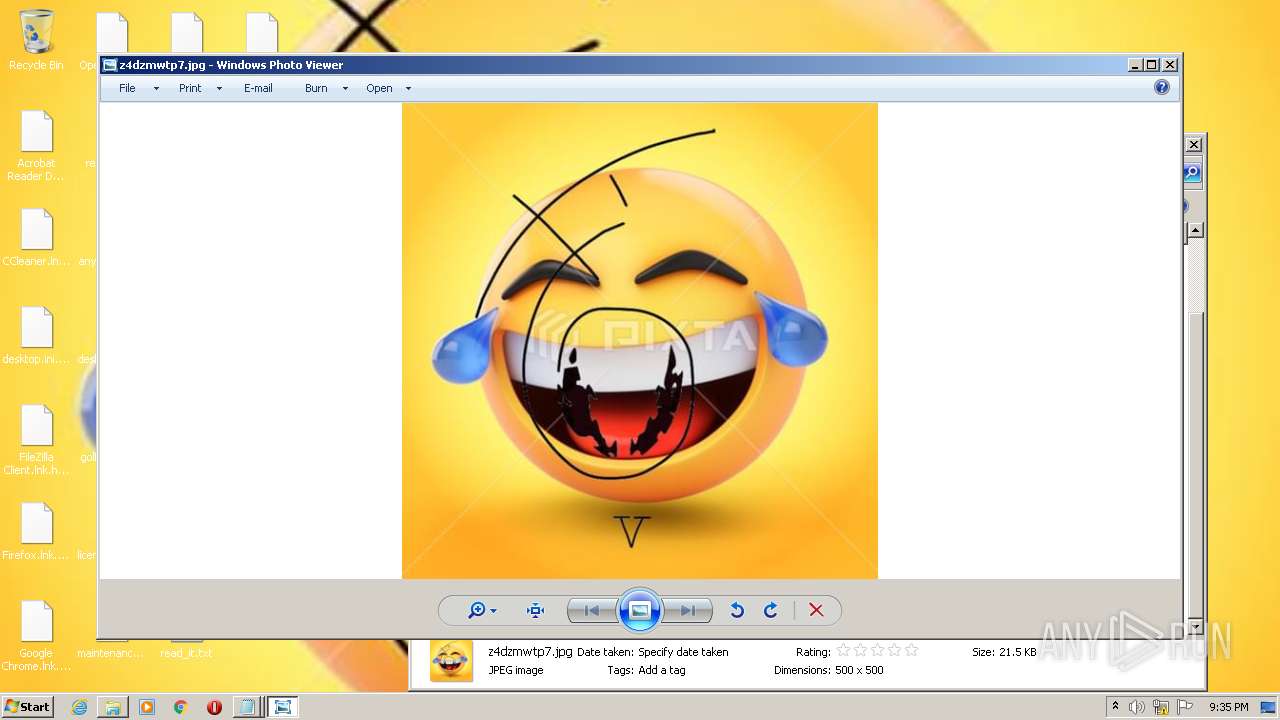 Recycle Bin
Ope
z4dzmwtp7.jpg - Windows Photo Viewer
File Print E-mail Burn Open
Acrobat
Reader D...
re
CCleaner.ln...
any
desktop.ini....
desk
FileZilla
Client.lnk.h...
Firefox.lnk....
licen
Google
Chrome.lnk....
maintenanc...
read_it.txt
PIXTA
V
z4dzmwtp7.jpg Date taken: Specify date taken Rating: Size: 21.5 KB
JPEG image Tags: Add a tag Dimensions: 500 x 500
ANY RUN
Start
9:35 PM